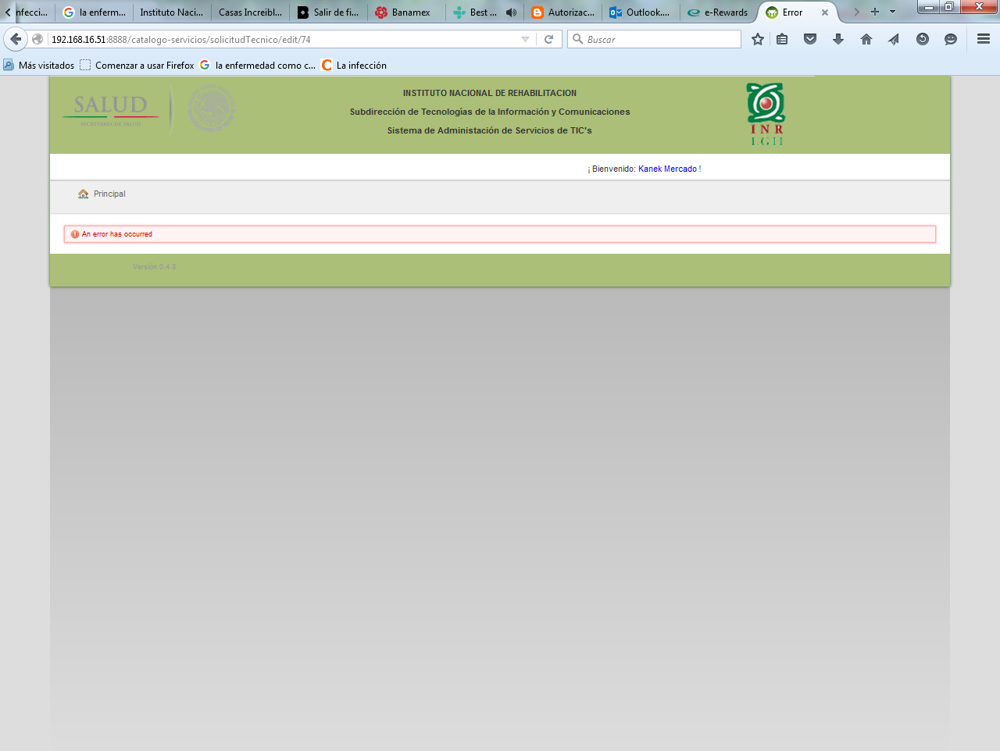 nfecci...
la enferm...
Instituto Naci...
Casas Increibl...
Salir de fi...
Banamex
Best ...
Autorizac...
Outlook....
e-Rewards
Error
192.168.16.51:8888/catalogo-servicios/solicitudTecnico/edit/74
Buscar
Más visitados
Comenzar a usar Firefox
la enfermedad como c...
La infección
SALUD
SECRETARÍA DE SALUD
INSTITUTO NACIONAL DE REHABILITACION
Subdirección de Tecnologías de la Información y Comunicaciones
Sistema de Administación de Servicios de TIC's
INR
LGII
¡ Bienvenido: Kanek Mercado !
Principal
An error has occurred
Versión 0.4.8